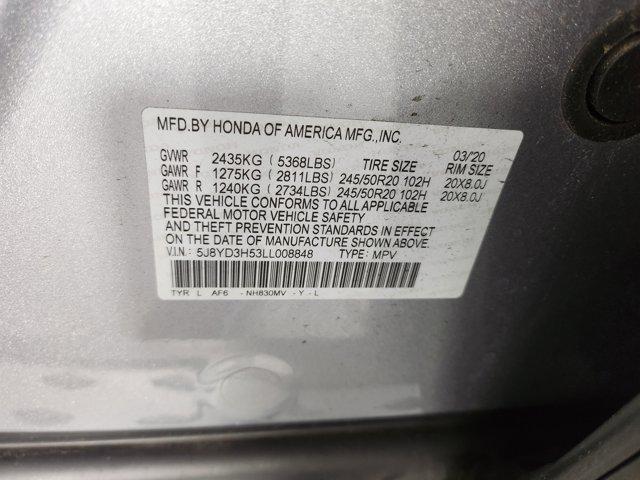 MFD.BY HONDA OF AMERICA MFG.,INC.
03/'20
GVWR 2435KG (5368LBS) TIRE SIZE RIM SIZE
GAWR F 1275KG (2811LBS) 245/50R20 102H 20X8.0J
GAWR R 1240KG (2734LBS) 245/50R20 102H 20X8.0J
THIS VEHICLE CONFORMS TO ALL APPLICABLE
FEDERAL MOTOR VEHICLE SAFETY
AND THEFT PREVENTION STANDARDS IN EFFECT
ON THE DATE OF MANUFACTURE SHOWN ABOVE.
V.I.N.: 5J8YD3H53LL008848 TYPE: MPV
TYR L AF6 -NH830MV -Y-L